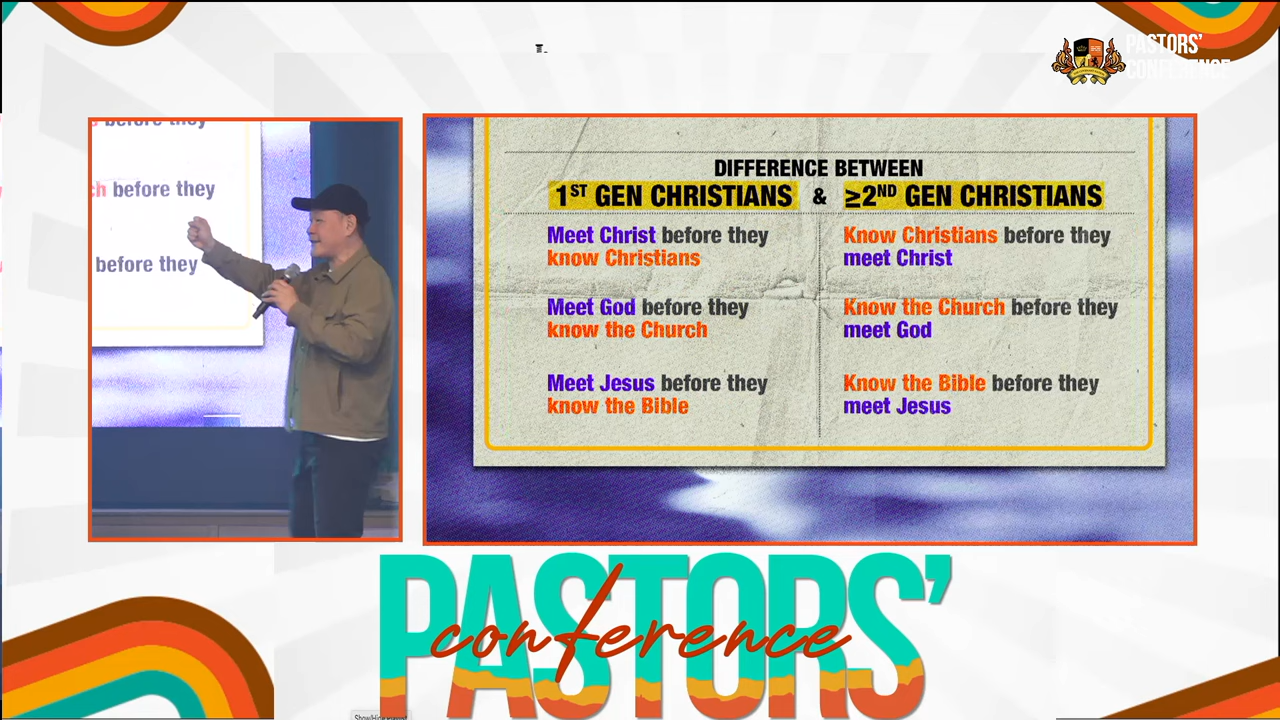 PASTORS'
CONFERENCE
before they
before they
before they
DIFFERENCE BETWEEN
1ST GEN CHRISTIANS & ≥2ND GEN CHRISTIANS
Meet Christ before they
know Christians
Know Christians before they
meet Christ
Meet God before they
know the Church
Know the Church before they
meet God
Meet Jesus before they
know the Bible
Know the Bible before they
meet Jesus
PASTORS'
conference